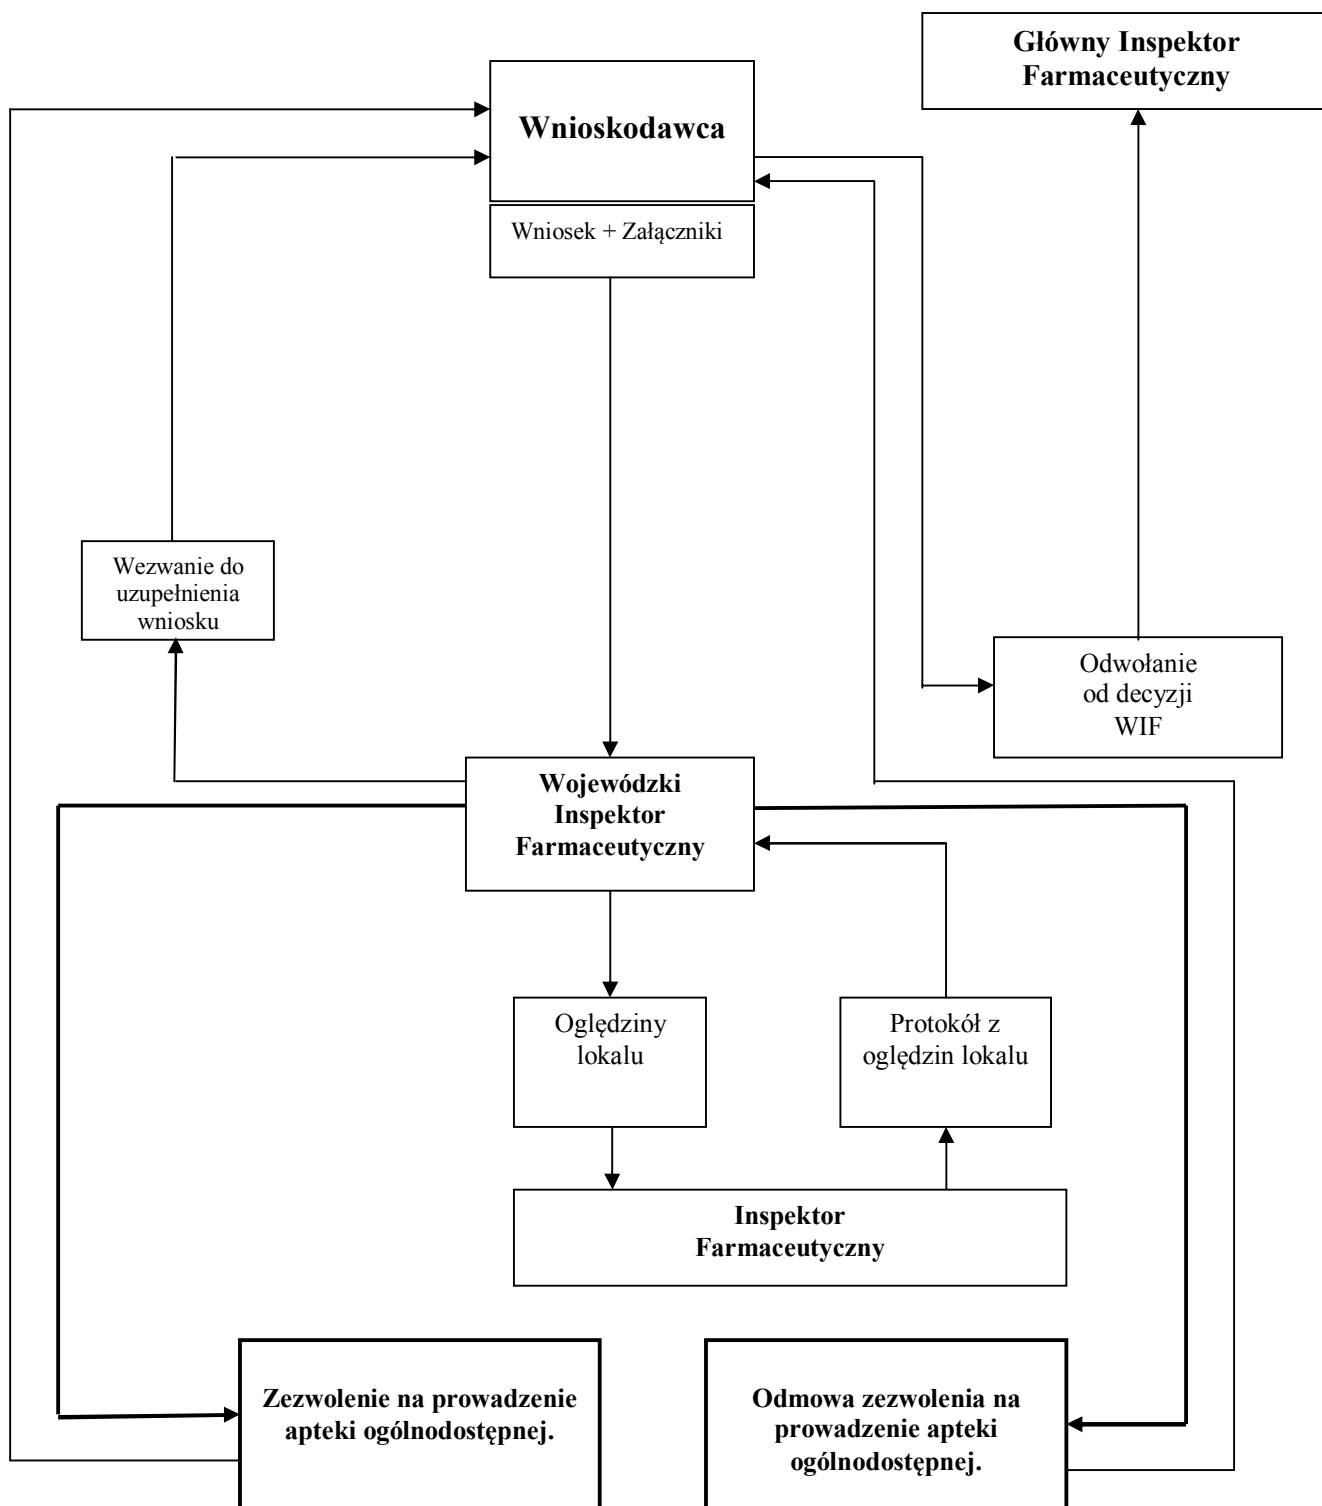 Główny Inspektor
Farmaceutyczny
Wnioskodawca
Wniosek + Załączniki
Wezwanie do
uzupełnienia
wniosku
Odwołanie
od decyzji
WIF
Wojewódzki
Inspektor
Farmaceutyczny
Oględziny
lokalu
Protokół z
oględzin lokalu
Inspektor
Farmaceutyczny
Zezwolenie na prowadzenie
apteki ogólnodostępnej.
Odmowa zezwolenia na
prowadzenie apteki
ogólnodostępnej.